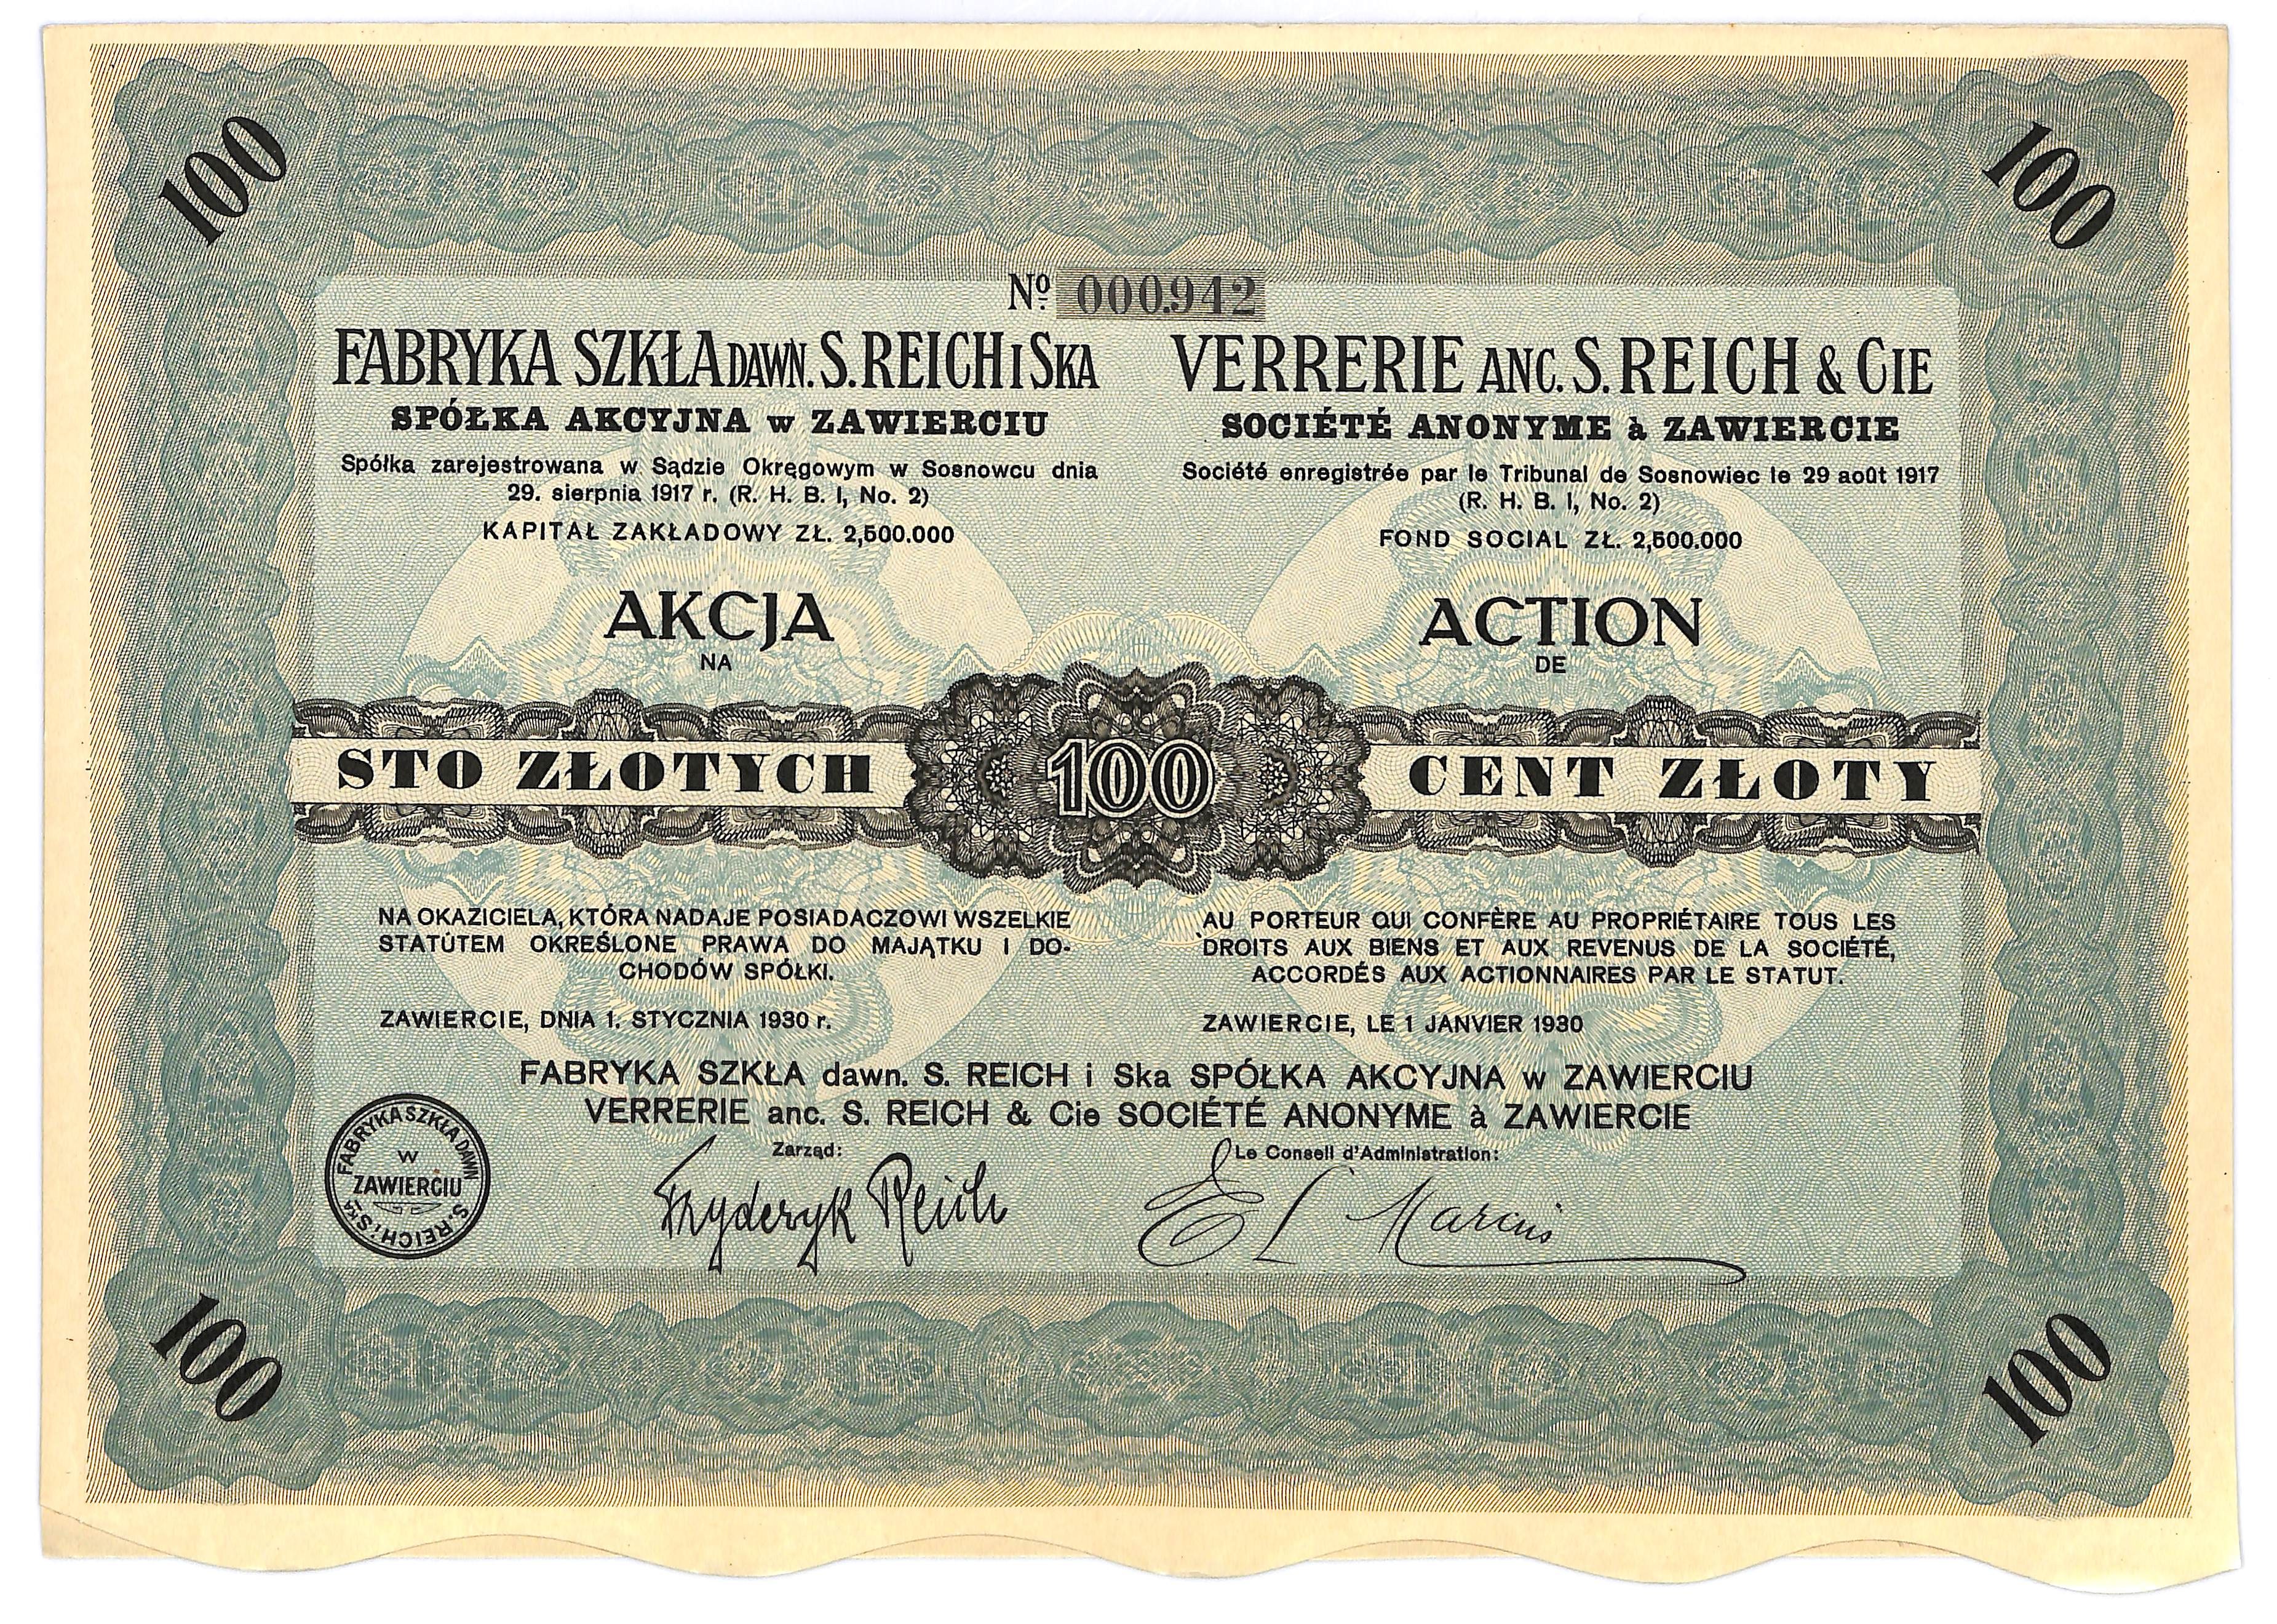 100
100
Nº 000.942
FABRYKA SZKŁA DAWN. S. REICH I SKA
SPÓŁKA AKCYJNA w ZAWIERCIU
Spółka zarejestrowana w Sądzie Okręgowym w Sosnowcu dnia
29. sierpnia 1917 r. (R. H. B. I, No. 2)
KAPITAŁ ZAKŁADOWY ZŁ. 2,500.000
AKCJA
NA
STO ZŁOTYCH
NA OKAZICIELA, KTÓRA NADAJE POSIADACZOWI WSZELKIE
STATUTEM OKREŚLONE PRAWA DO MAJĄTKU I DO-
CHODÓW SPÓŁKI.
ZAWIERCIE, DNIA 1. STYCZNIA 1930 r.
VERRERIE ANC. S. REICH & CIE
SOCIÉTÉ ANONYME à ZAWIERCIE
Société enregistrée par le Tribunal de Sosnowiec le 29 août 1917
(R. H. B. I, No. 2)
FOND SOCIAL ZŁ. 2,500.000
ACTION
DE
100
CENT ZŁOTY
AU PORTEUR QUI CONFÈRE AU PROPRIÉTAIRE TOUS LES
DROITS AUX BIENS ET AUX REVENUS DE LA SOCIÉTÉ,
ACCORDÉS AUX ACTIONNAIRES PAR LE STATUT.
ZAWIERCIE, LE 1 JANVIER 1930
FABRYKA SZKŁA dawn. S. REICH i Ska SPÓŁKA AKCYJNA w ZAWIERCIU
VERRERIE anc. S. REICH & Cie SOCIÉTÉ ANONYME à ZAWIERCIE
Zarząd:
Fryderyk Reich
Le Conseil d'Administration:
E L Marcus
FABRYKA SZKŁA DAWN. S. REICH i SKA
W
ZAWIERCIU
100
100